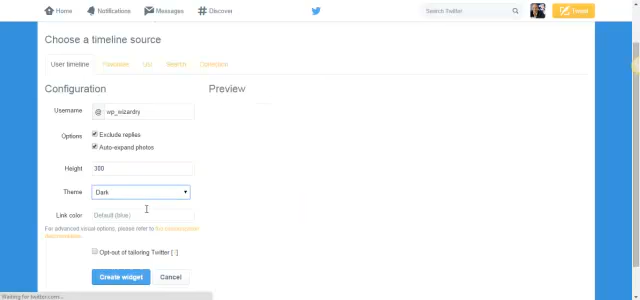 Home Notifications Messages Discover Search Twitter Tweet
Choose a timeline source
User timeline Favorites List Search Collection
Configuration Preview
Username @ wp_wizardry
Options Exclude replies
Auto-expand photos
Height 300
Theme Dark
Link color Default (blue)
For advanced visual options, please refer to the customization
documentation.
Opt-out of tailoring Twitter [?]
Create widget Cancel
Waiting for twitter.com...